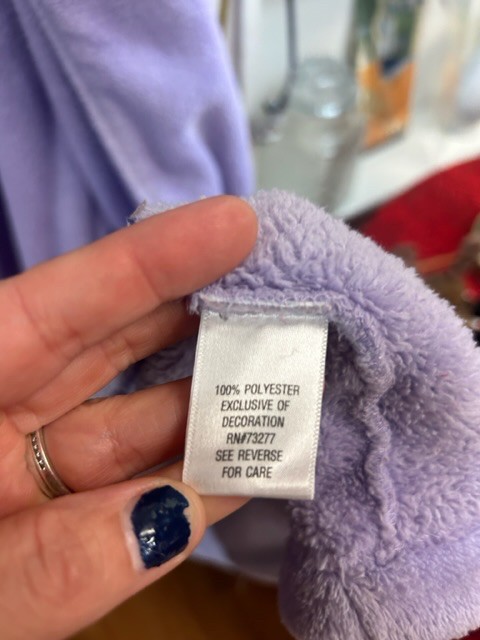 100% POLYESTER
EXCLUSIVE OF
DECORATION
RN#73277
SEE REVERSE
FOR CARE